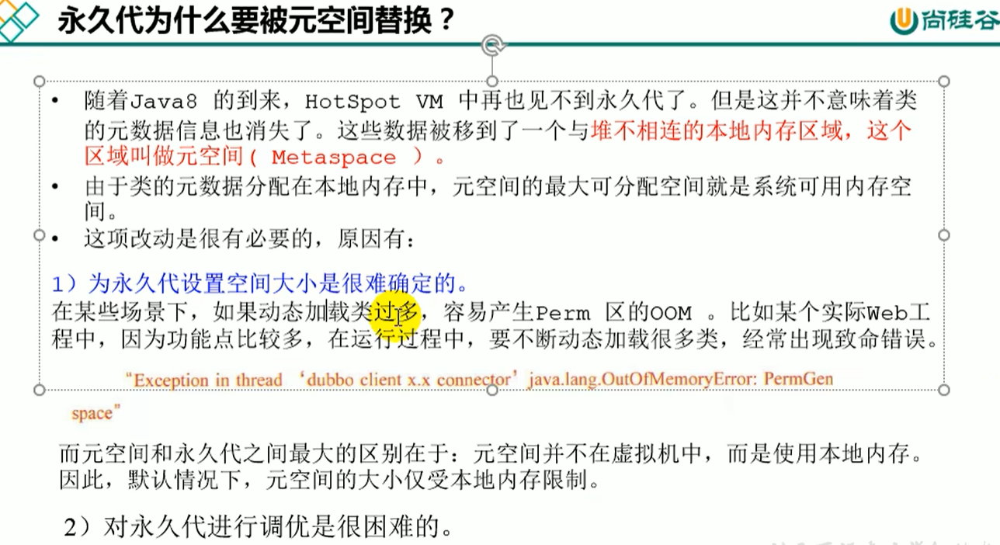 永久代为什么要被元空间替换？
尚硅谷
• 随着Java8 的到来，HotSpot VM 中再也见不到永久代了。但是这并不意味着类
的元数据信息也消失了。这些数据被移到了一个与堆不相连的本地内存区域，这个
区域叫做元空间( Metaspace ）。
• 由于类的元数据分配在本地内存中，元空间的最大可分配空间就是系统可用内存空
间。
• 这项改动是很有必要的，原因有：
1）为永久代设置空间大小是很难确定的。
在某些场景下，如果动态加载类过多，容易产生Perm 区的OOM 。比如某个实际Web工
程中，因为功能点比较多，在运行过程中，要不断动态加载很多类，经常出现致命错误。
“Exception in thread ‘dubbo client x.x connector’ java.lang.OutOfMemoryError: PermGen
space”
而元空间和永久代之间最大的区别在于：元空间并不在虚拟机中，而是使用本地内存。
因此，默认情况下，元空间的大小仅受本地内存限制。
2）对永久代进行调优是很困难的。